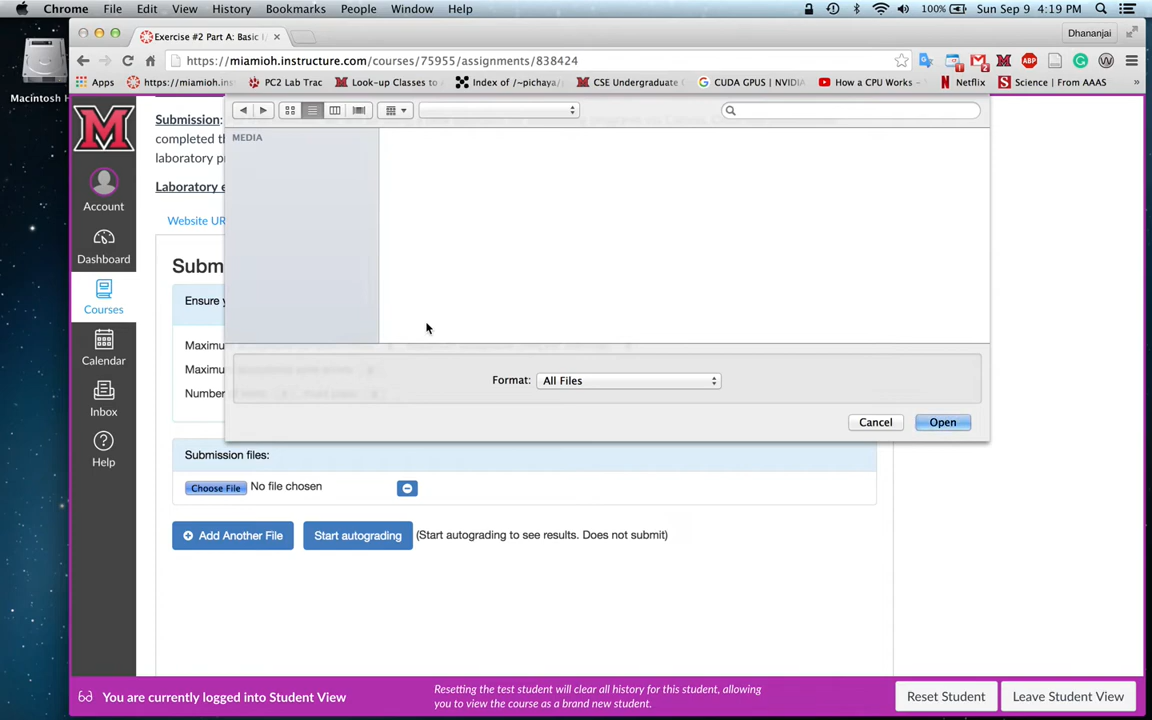 Chrome File Edit View History Bookmarks People Window Help 100% Sun Sep 9 4:19 PM
Exercise #2 Part A: Basic I Dhananjai
https://miamioh.instructure.com/courses/75955/assignments/838424
Apps https://miamioh.ins PC2 Lab Trac Look-up Classes to Index of /~pichaya/ CSE Undergraduate CUDA GPUS | NVIDI How a CPU Works - Netflix Science | From AAAS »
Macintosh H
Submission:
completed th
laboratory pr
Laboratory e
Website UR
MEDIA
Account
Dashboard
Courses
Calendar
Inbox
Help
Subm
Ensure y
Maximu
Maximu
Number
Format: All Files
Cancel Open
Submission files:
Choose File No file chosen
Add Another File Start autograding (Start autograding to see results. Does not submit)
You are currently logged into Student View
Resetting the test student will clear all history for this student, allowing
you to view the course as a brand new student.
Reset Student Leave Student View